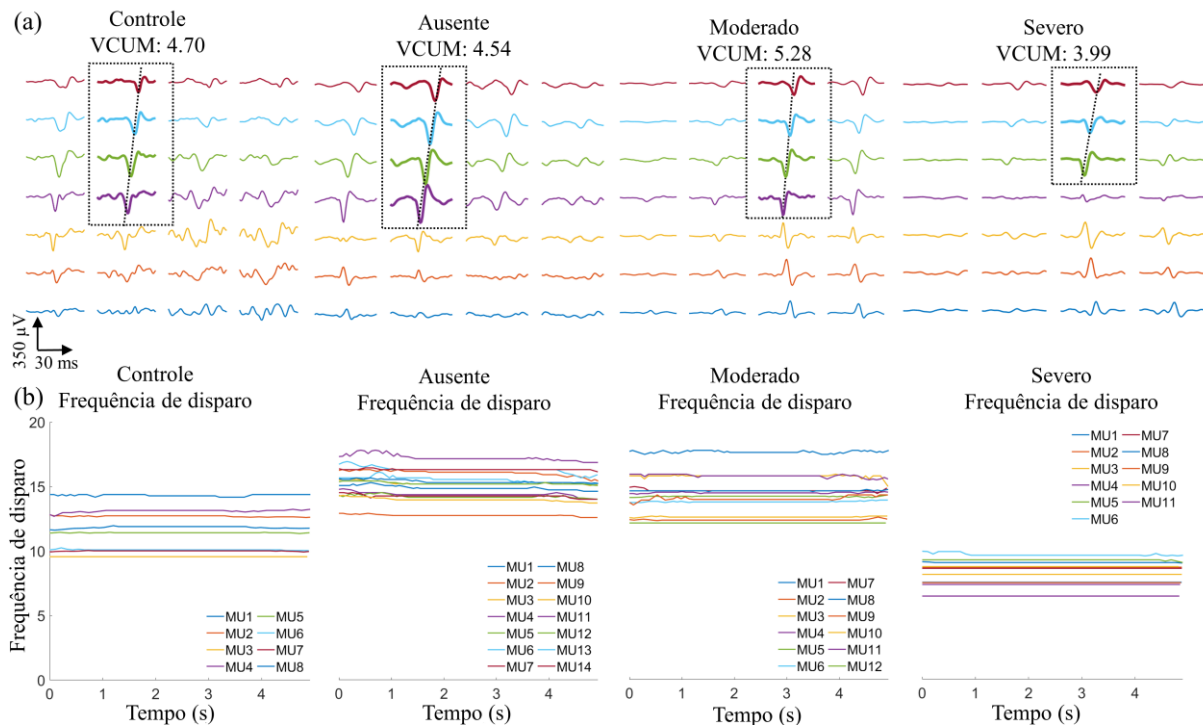 (a)
Controle
VCUM: 4.70
Ausente
VCUM: 4.54
Moderado
VCUM: 5.28
Severo
VCUM: 3.99
350 µV
30 ms
(b)
Controle
Frequência de disparo
Ausente
Frequência de disparo
Moderado
Frequência de disparo
Severo
Frequência de disparo
Frequência de disparo
20
15
10
5
0
MU1 MU5
MU2 MU6
MU3 MU7
MU4 MU8
0 1 2 3 4
Tempo (s)
MU1 MU8
MU2 MU9
MU3 MU10
MU4 MU11
MU5 MU12
MU6 MU13
MU7 MU14
0 1 2 3 4
Tempo (s)
MU1 MU7
MU2 MU8
MU3 MU9
MU4 MU10
MU5 MU11
MU6 MU12
0 1 2 3 4
Tempo (s)
MU1 MU7
MU2 MU8
MU3 MU9
MU4 MU10
MU5 MU11
MU6
0 1 2 3 4
Tempo (s)